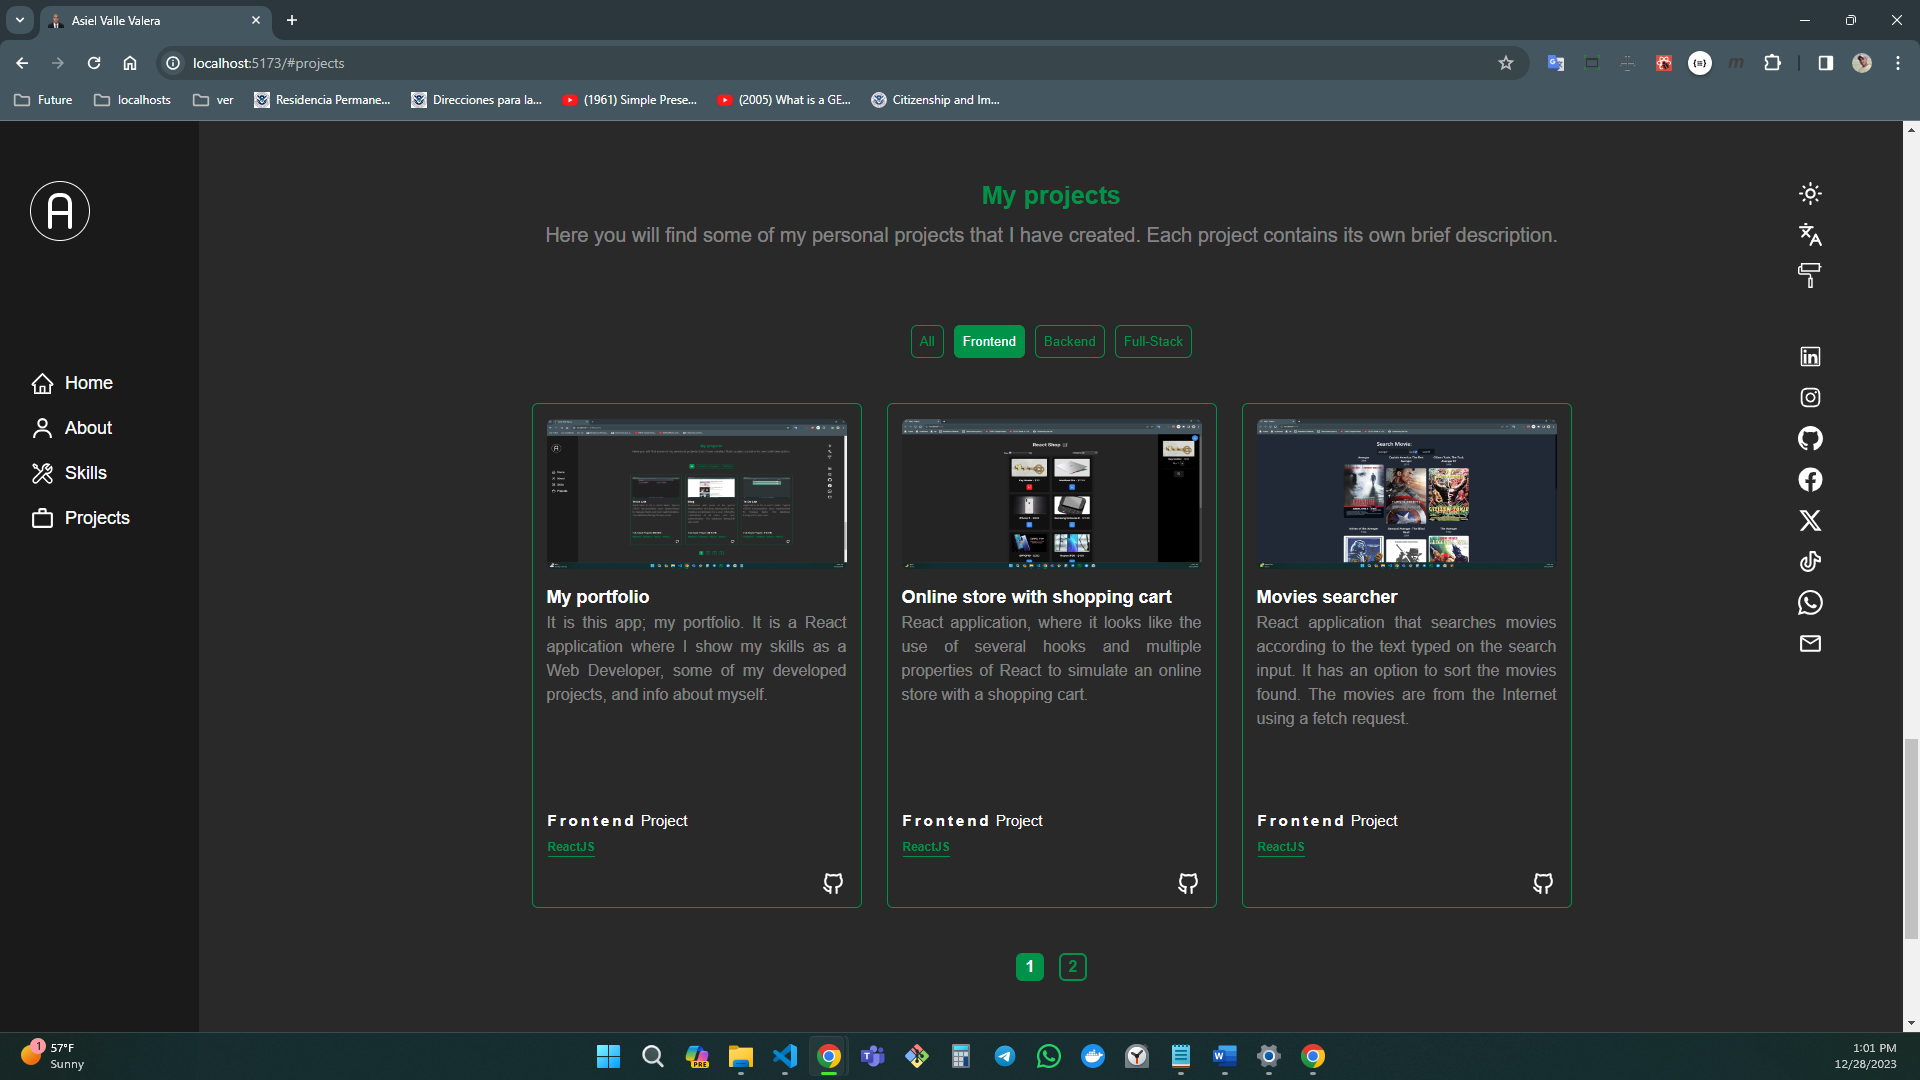 Asiel Valle Valera
localhost:5173/#projects
Future
localhosts
ver
Residencia Permane...
Direcciones para la...
(1961) Simple Prese...
(2005) What is a GE...
Citizenship and Im...
A
Home
About
Skills
Projects
My projects
Here you will find some of my personal projects that I have created. Each project contains its own brief description.
All
Frontend
Backend
Full-Stack
My projects
React Shop
Search Movie:
My portfolio
It is this app; my portfolio. It is a React
application where I show my skills as a
Web Developer, some of my developed
projects, and info about myself.
Frontend Project
ReactJS
Online store with shopping cart
React application, where it looks like the
use of several hooks and multiple
properties of React to simulate an online
store with a shopping cart.
Frontend Project
ReactJS
Movies searcher
React application that searches movies
according to the text typed on the search
input. It has an option to sort the movies
found. The movies are from the Internet
using a fetch request.
Frontend Project
ReactJS
1
2
1
57°F
Sunny
PRE
1:01 PM
12/28/2023